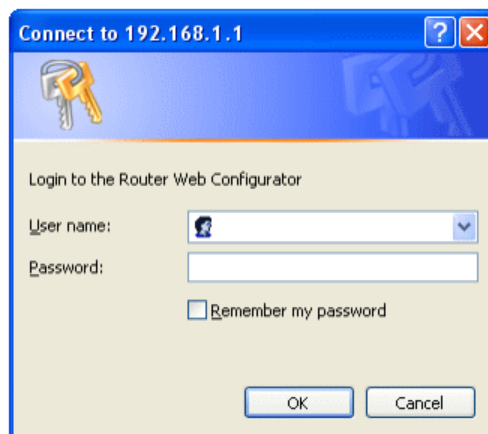 Connect to 192.168.1.1
?
Login to the Router Web Configurator
User name:
Password:
Remember my password
OK
Cancel